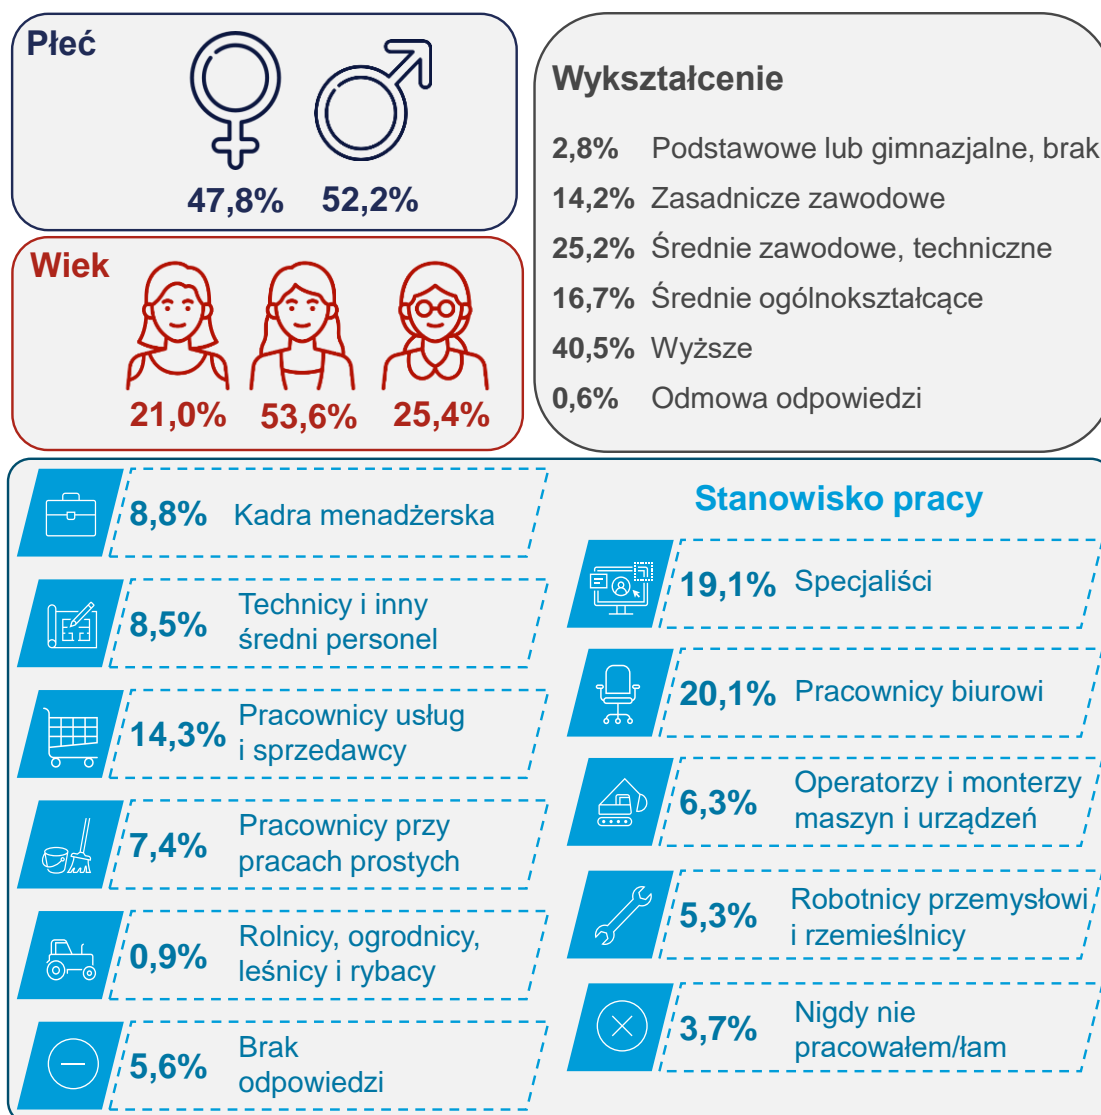 Płeć
47,8% 52,2%
Wiek
21,0% 53,6% 25,4%
Wykształcenie
2,8% Podstawowe lub gimnazjalne, brak
14,2% Zasadnicze zawodowe
25,2% Średnie zawodowe, techniczne
16,7% Średnie ogólnokształcące
40,5% Wyższe
0,6% Odmowa odpowiedzi
8,8% Kadra menadżerska
8,5% Technicy i inny
średni personel
14,3% Pracownicy usług
i sprzedawcy
7,4% Pracownicy przy
pracach prostych
0,9% Rolnicy, ogrodnicy,
leśnicy i rybacy
5,6% Brak
odpowiedzi
Stanowisko pracy
19,1% Specjaliści
20,1% Pracownicy biurowi
6,3% Operatorzy i monterzy
maszyn i urządzeń
5,3% Robotnicy przemysłowi
i rzemieślnicy
3,7% Nigdy nie
pracowałem/łam